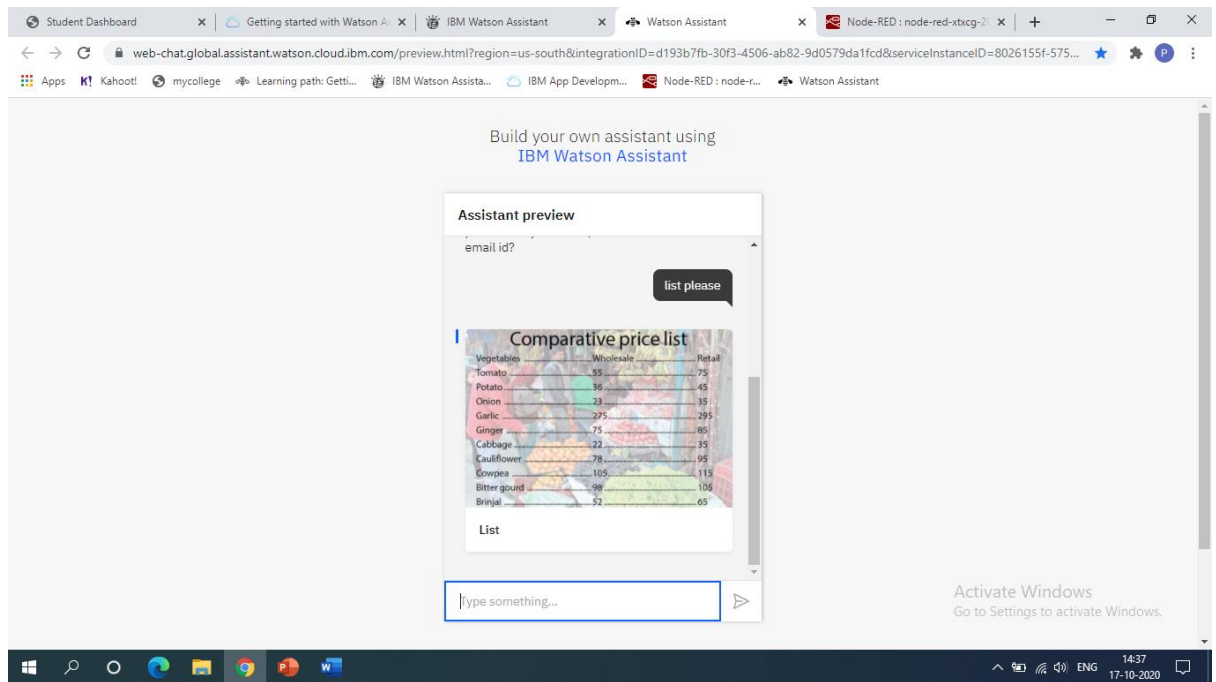 Student Dashboard
Getting started with Watson A
IBM Watson Assistant
Watson Assistant
Node-RED : node-red-xtxcg-2
web-chat.global.assistant.watson.cloud.ibm.com/preview.html?region=us-south&integrationID=d193b7fb-30f3-4506-ab82-9d0579da1fcd&serviceInstanceID=8026155f-575...
P
Apps K! Kahoot! mycollege Learning path: Getti... IBM Watson Assista... IBM App Developm... Node-RED : node-r... Watson Assistant
Build your own assistant using
IBM Watson Assistant
Assistant preview
email id?
list please
Comparative price list
Vegetables Wholesale Retail
Tomato 55 75
Potato 36 45
Onion 23 35
Garlic 275 295
Ginger 75 85
Cabbage 22 35
Cauliflower 78 95
Cowpea 105 115
Bitter gourd 98 105
Brinjal 52 65
List
Type something...
Activate Windows
Go to Settings to activate Windows.
ENG
14:37
17-10-2020